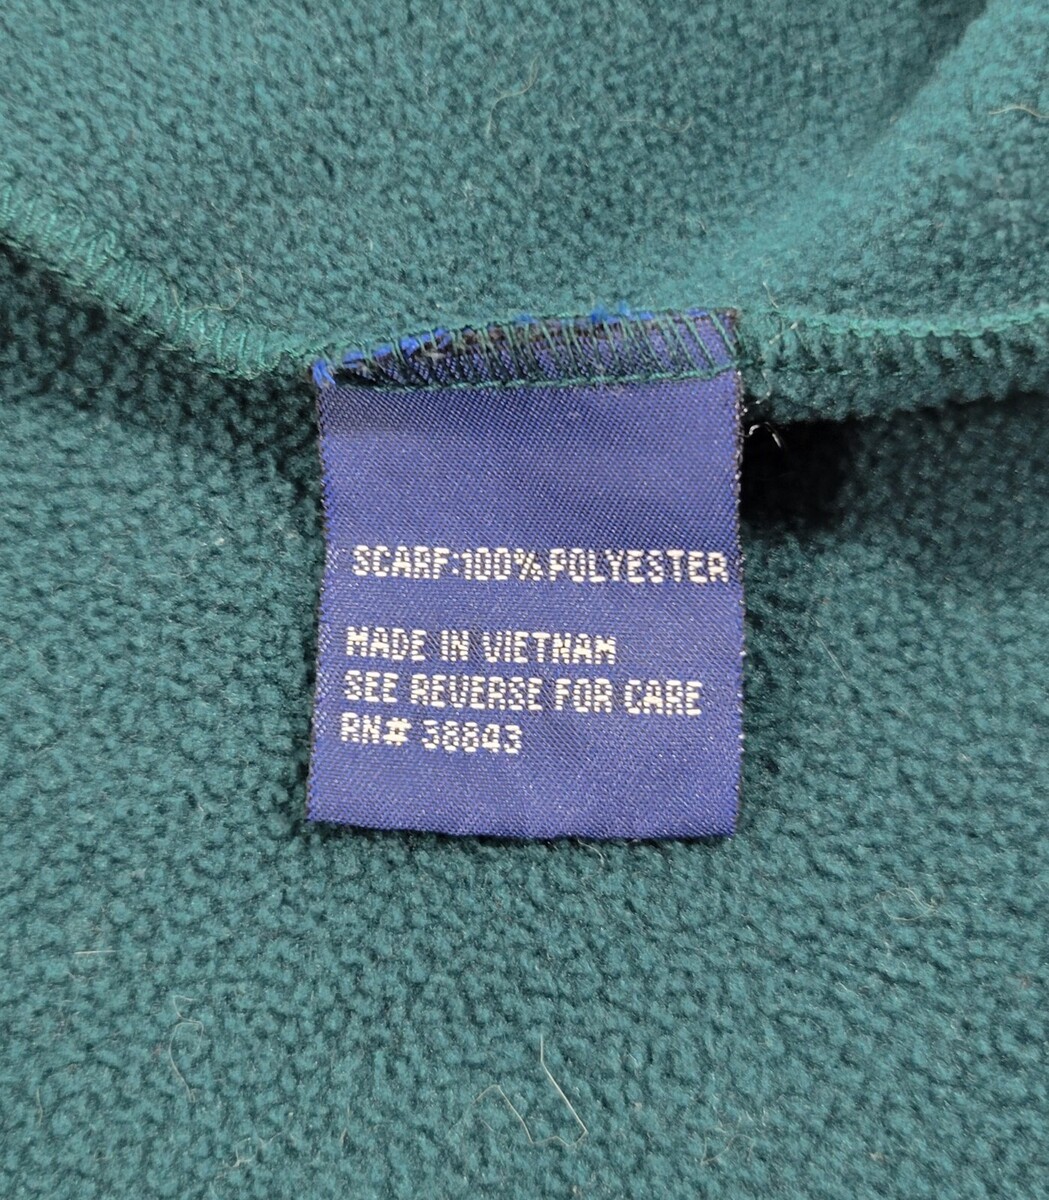 SCARF:100% POLYESTER
MADE IN VIETNAM
SEE REVERSE FOR CARE
RN# 38843